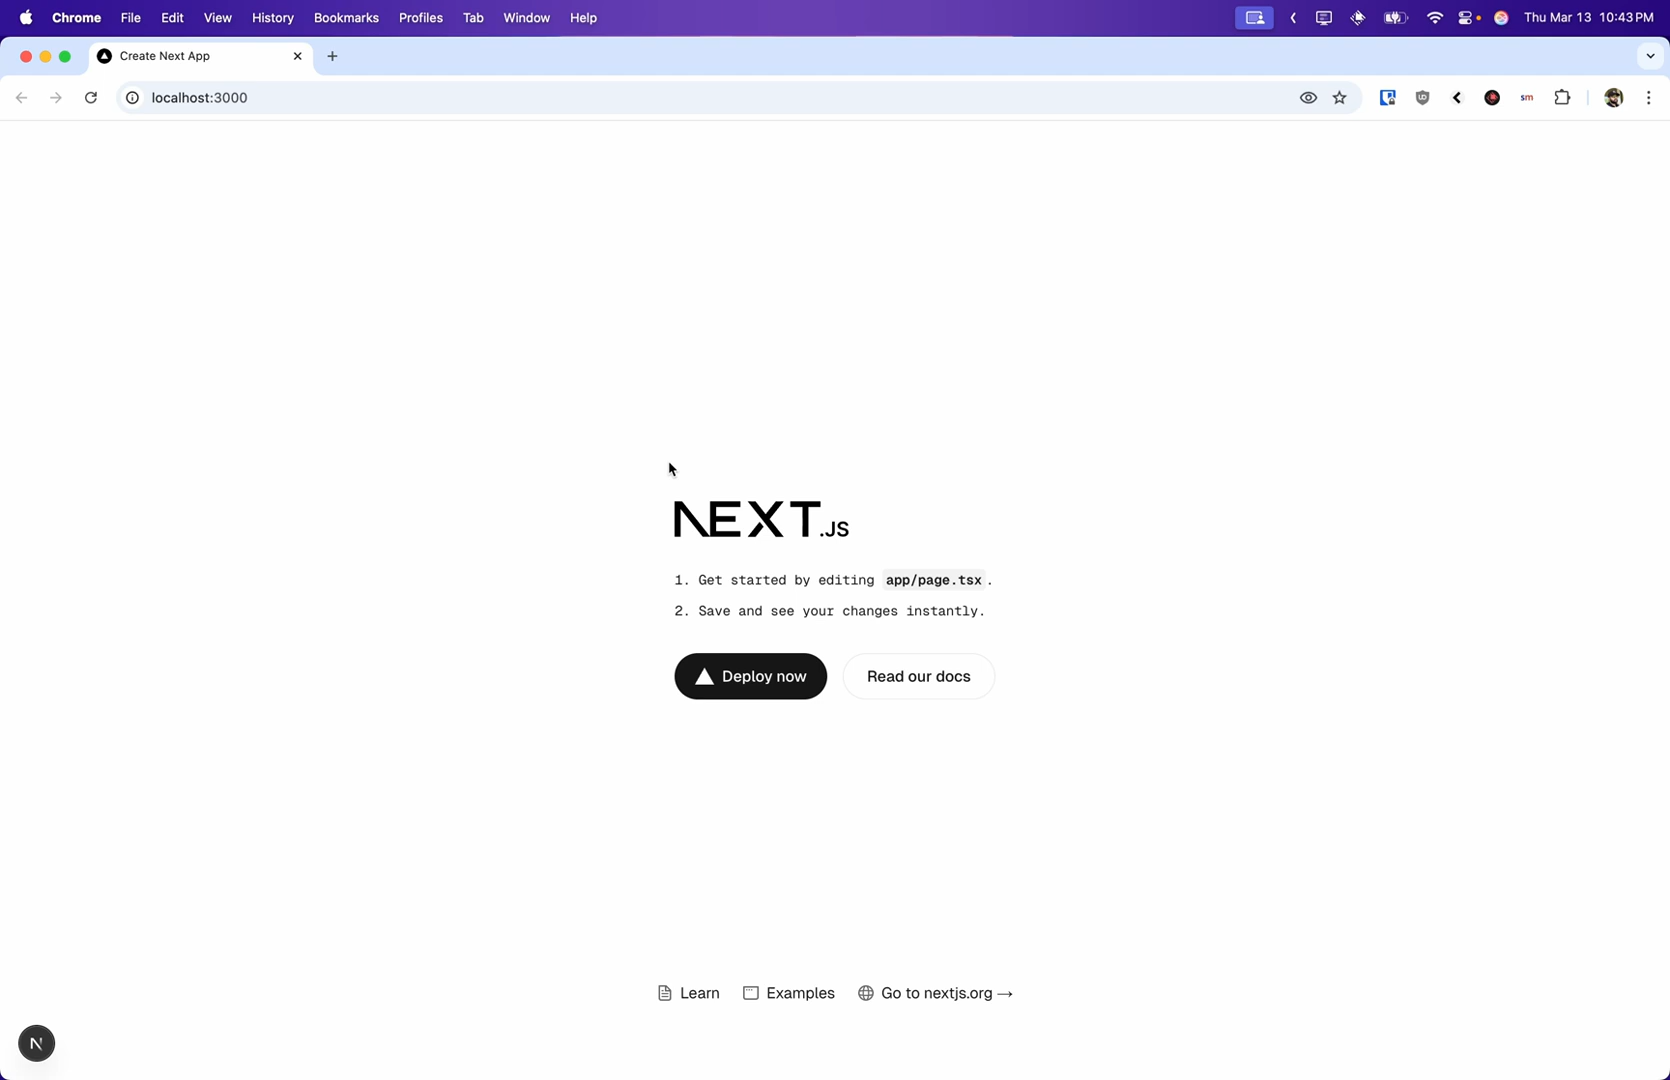 Chrome File Edit View History Bookmarks Profiles Tab Window Help Thu Mar 13 10:43 PM
Create Next App
localhost:3000
sm
NEXT.JS
1. Get started by editing app/page.tsx.
2. Save and see your changes instantly.
Deploy now Read our docs
Learn Examples Go to nextjs.org →
N